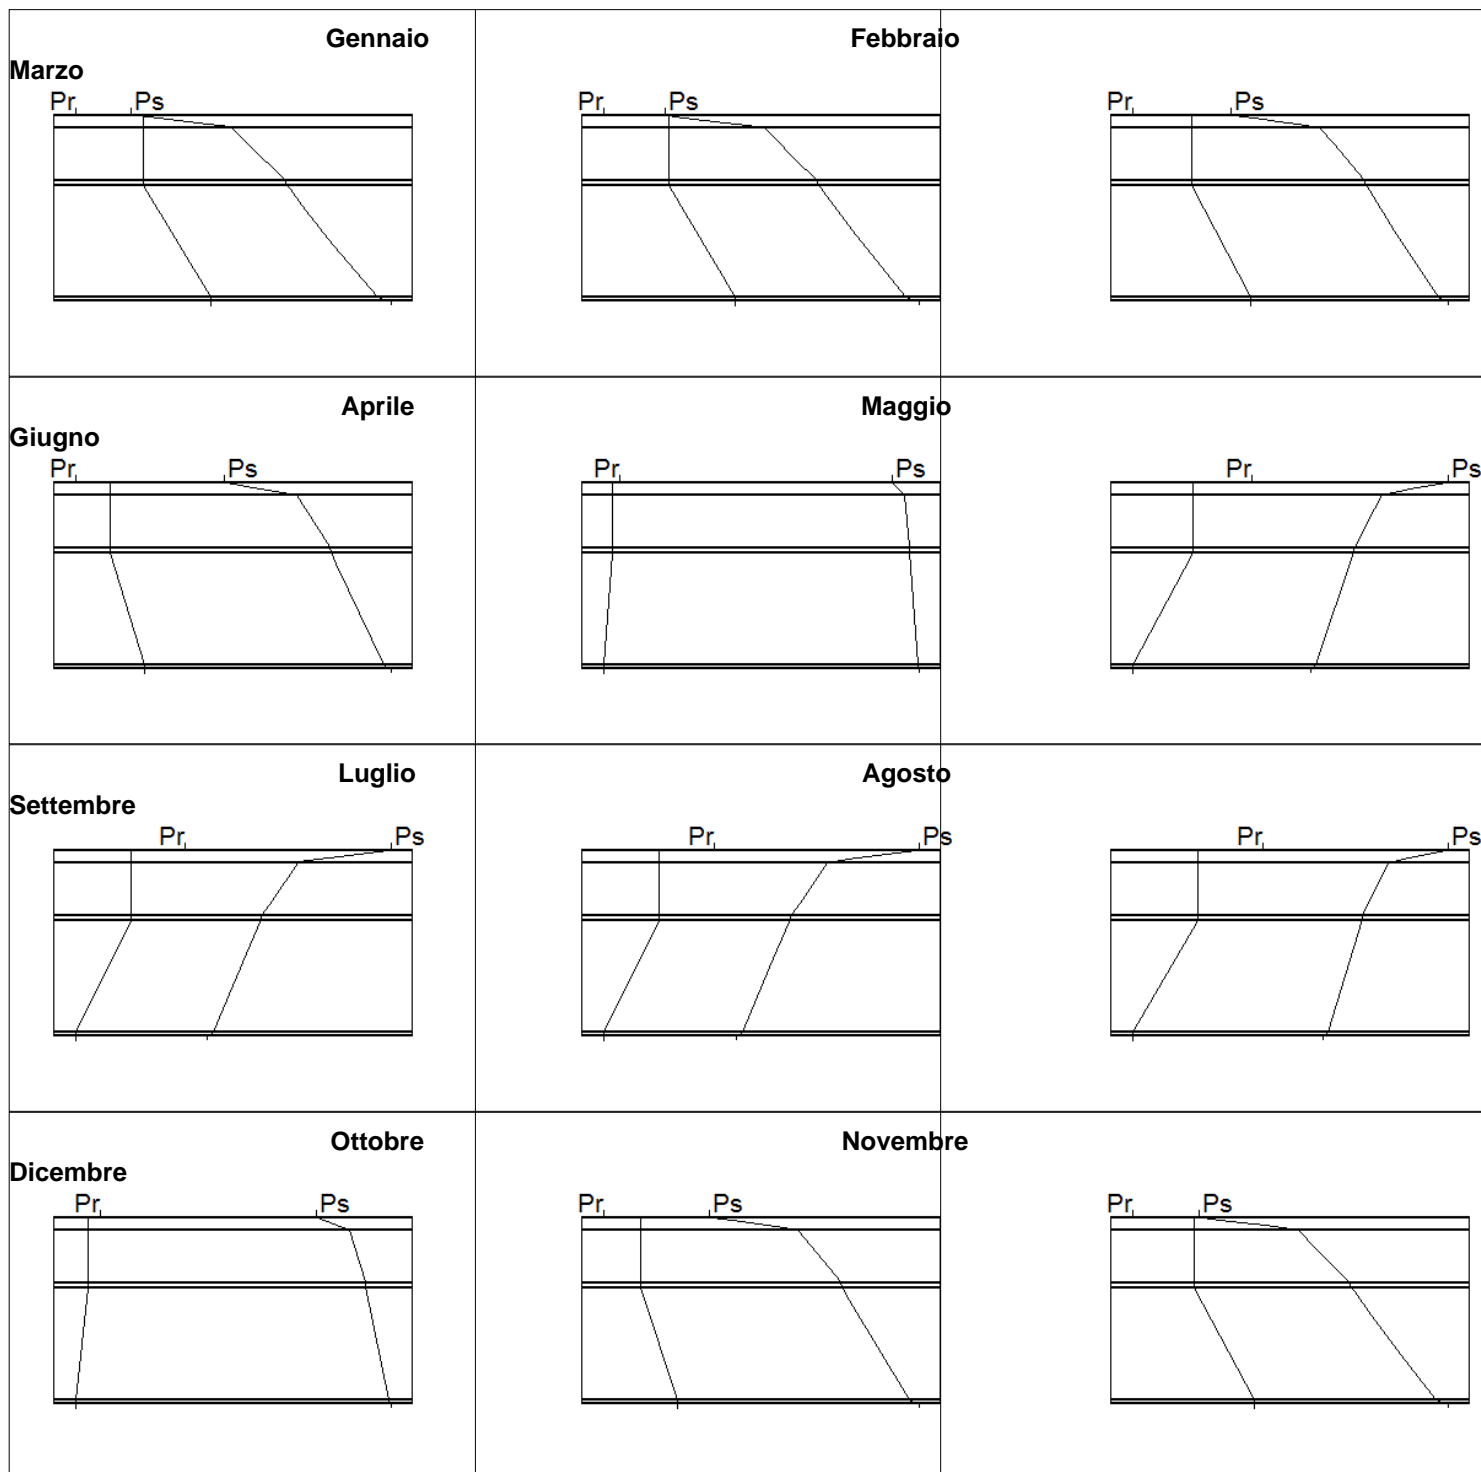 Gennaio Febbraio
Marzo
Pr Ps Pr Ps Pr Ps
Aprile Maggio
Giugno
Pr Ps Pr Ps Pr Ps
Luglio Agosto
Settembre
Pr Ps Pr Ps Pr Ps
Ottobre Novembre
Dicembre
Pr Ps Pr Ps Pr Ps